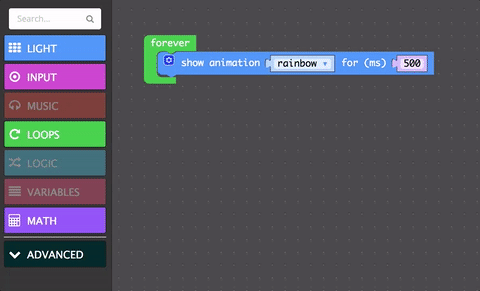 Search...
LIGHT
INPUT
MUSIC
LOOPS
LOGIC
VARIABLES
MATH
ADVANCED
forever
show animation rainbow for (ms) 500